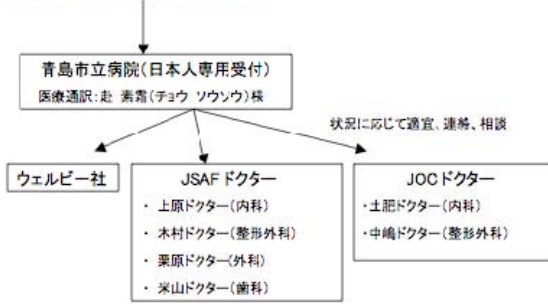 青島市立病院(日本人専用受付)
医療通訳:赴 素霜(チョウ ソウソウ)様
状況に応じて適宜、連絡、相談
ウェルビー社
JSAFドクター
・ 上原ドクター(内科)
・ 木村ドクター(整形外科)
・ 栗原ドクター(外科)
・ 米山ドクター(歯科)
JOCドクター
・土肥ドクター(内科)
・中嶋ドクター(整形外科)